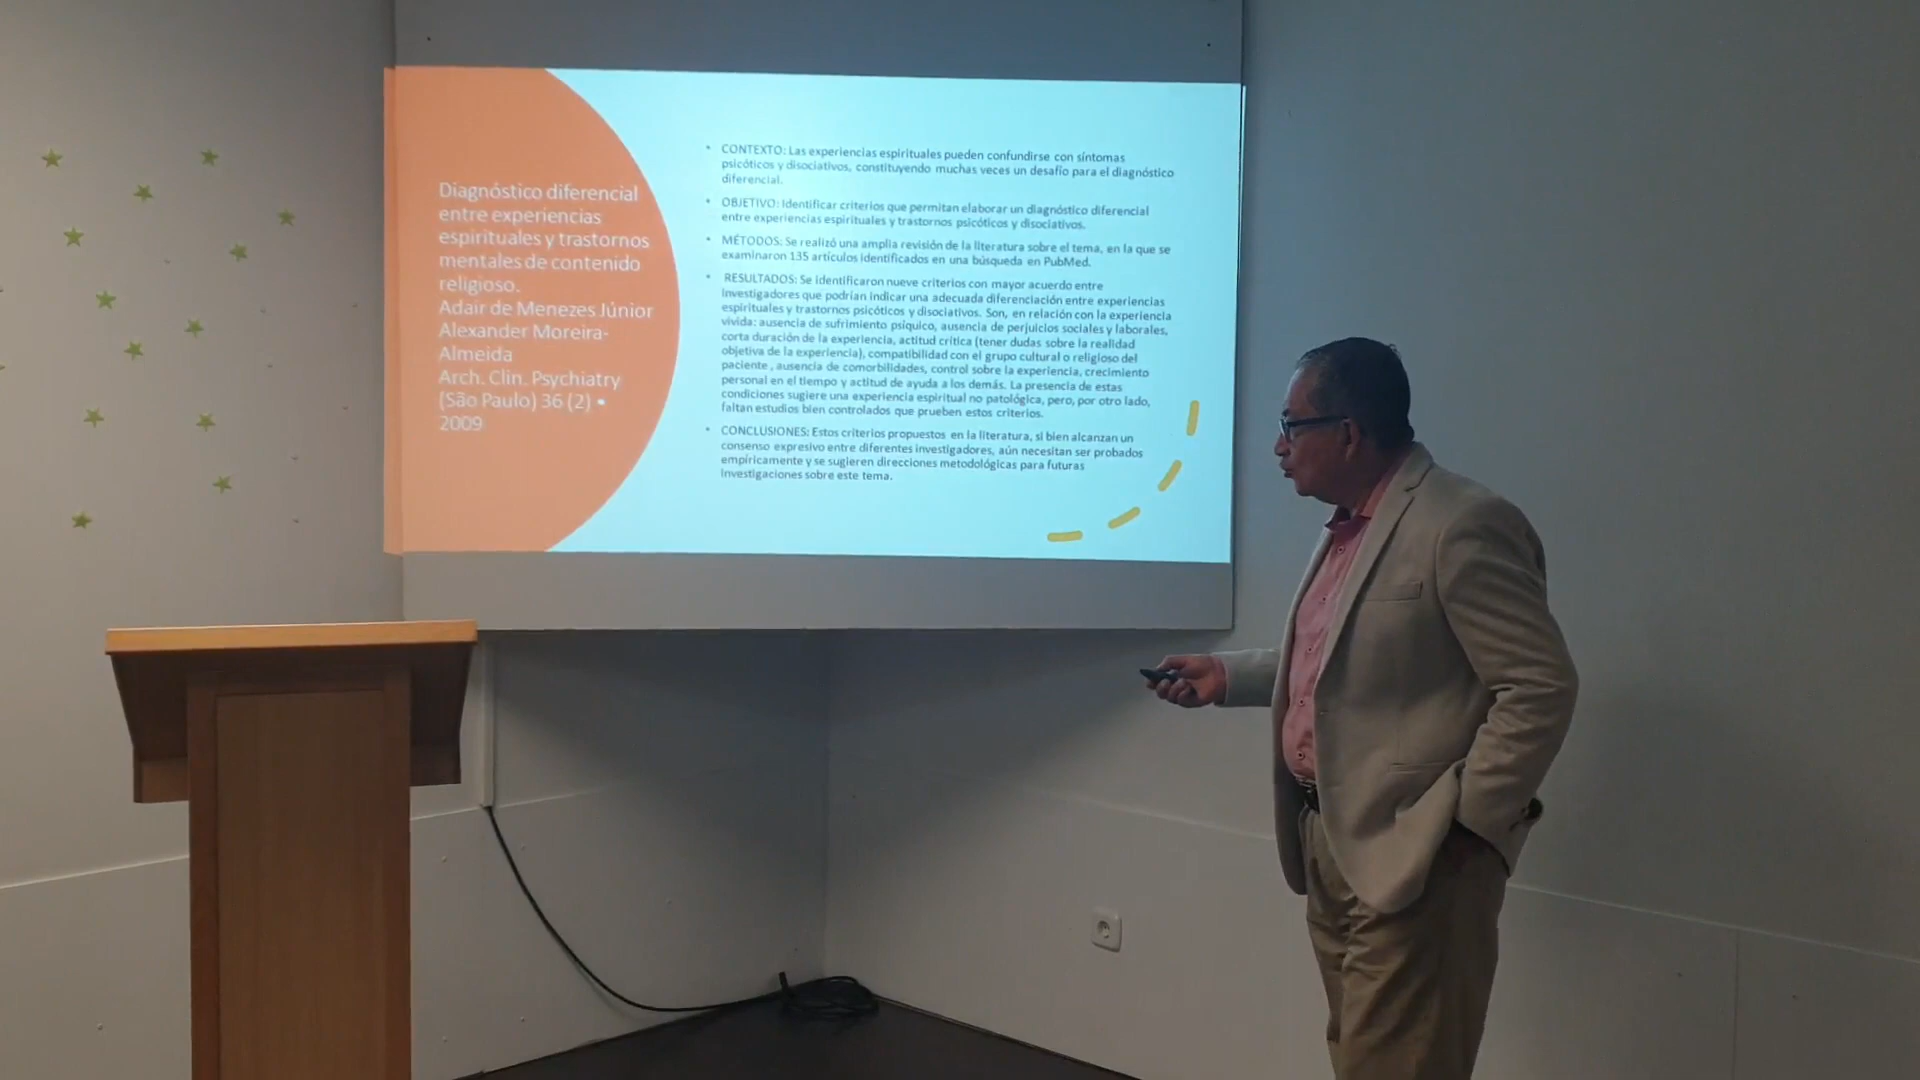 Diagnóstico diferencial
entre experiencias
espirituales y trastornos
mentales de contenido
religioso.
Adair de Menezes Júnior
Alexander Moreira-
Almeida
Arch. Clin. Psychiatry
(São Paulo) 36 (2) •
2009
• CONTEXTO: Las experiencias espirituales pueden confundirse con síntomas
psicóticos y disociativos, constituyendo muchas veces un desafío para el diagnóstico
diferencial.
• OBJETIVO: Identificar criterios que permitan elaborar un diagnóstico diferencial
entre experiencias espirituales y trastornos psicóticos y disociativos.
• MÉTODOS: Se realizó una amplia revisión de la literatura sobre el tema, en la que se
examinaron 135 artículos identificados en una búsqueda en PubMed.
• RESULTADOS: Se identificaron nueve criterios con mayor acuerdo entre
investigadores que podrían indicar una adecuada diferenciación entre experiencias
espirituales y trastornos psicóticos y disociativos. Son, en relación con la experiencia
vivida: ausencia de sufrimiento psíquico, ausencia de perjuicios sociales y laborales,
corta duración de la experiencia, actitud crítica (tener dudas sobre la realidad
objetiva de la experiencia), compatibilidad con el grupo cultural o religioso del
paciente , ausencia de comorbilidades, control sobre la experiencia, crecimiento
personal en el tiempo y actitud de ayuda a los demás. La presencia de estas
condiciones sugiere una experiencia espiritual no patológica, pero, por otro lado,
faltan estudios bien controlados que prueben estos criterios.
• CONCLUSIONES: Estos criterios propuestos en la literatura, si bien alcanzan un
consenso expresivo entre diferentes investigadores, aún necesitan ser probados
empíricamente y se sugieren direcciones metodológicas para futuras
investigaciones sobre este tema.